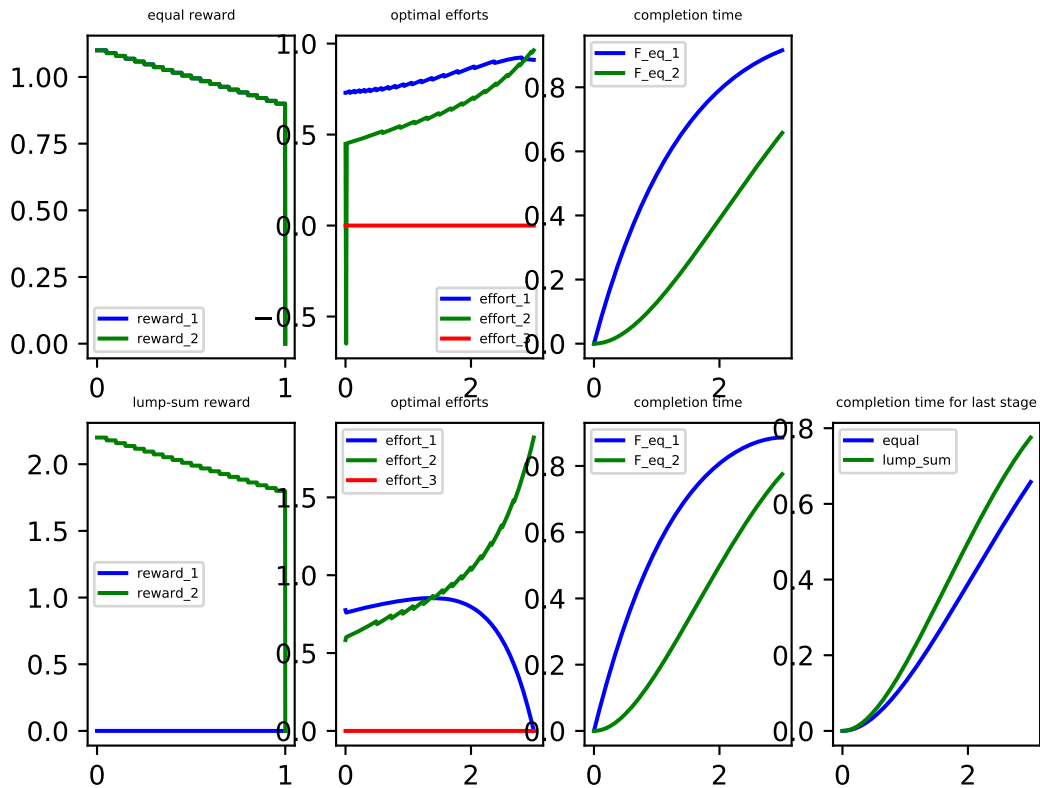 equal reward
1.00
0.75
0.50
0.25
0.00
0
1
reward_1
reward_2
optimal efforts
1.0
0.5
0.0
−0.5
0
2
effort_1
effort_2
effort_3
completion time
0.8
0.6
0.4
0.2
0.0
0
2
F_eq_1
F_eq_2
lump-sum reward
2.0
1.5
1.0
0.5
0.0
0
1
reward_1
reward_2
optimal efforts
1.5
1.0
0.5
0.0
0
2
effort_1
effort_2
effort_3
completion time
0.8
0.6
0.4
0.2
0.0
0
2
F_eq_1
F_eq_2
completion time for last stage
0.8
0.6
0.4
0.2
0.0
0
2
equal
lump_sum